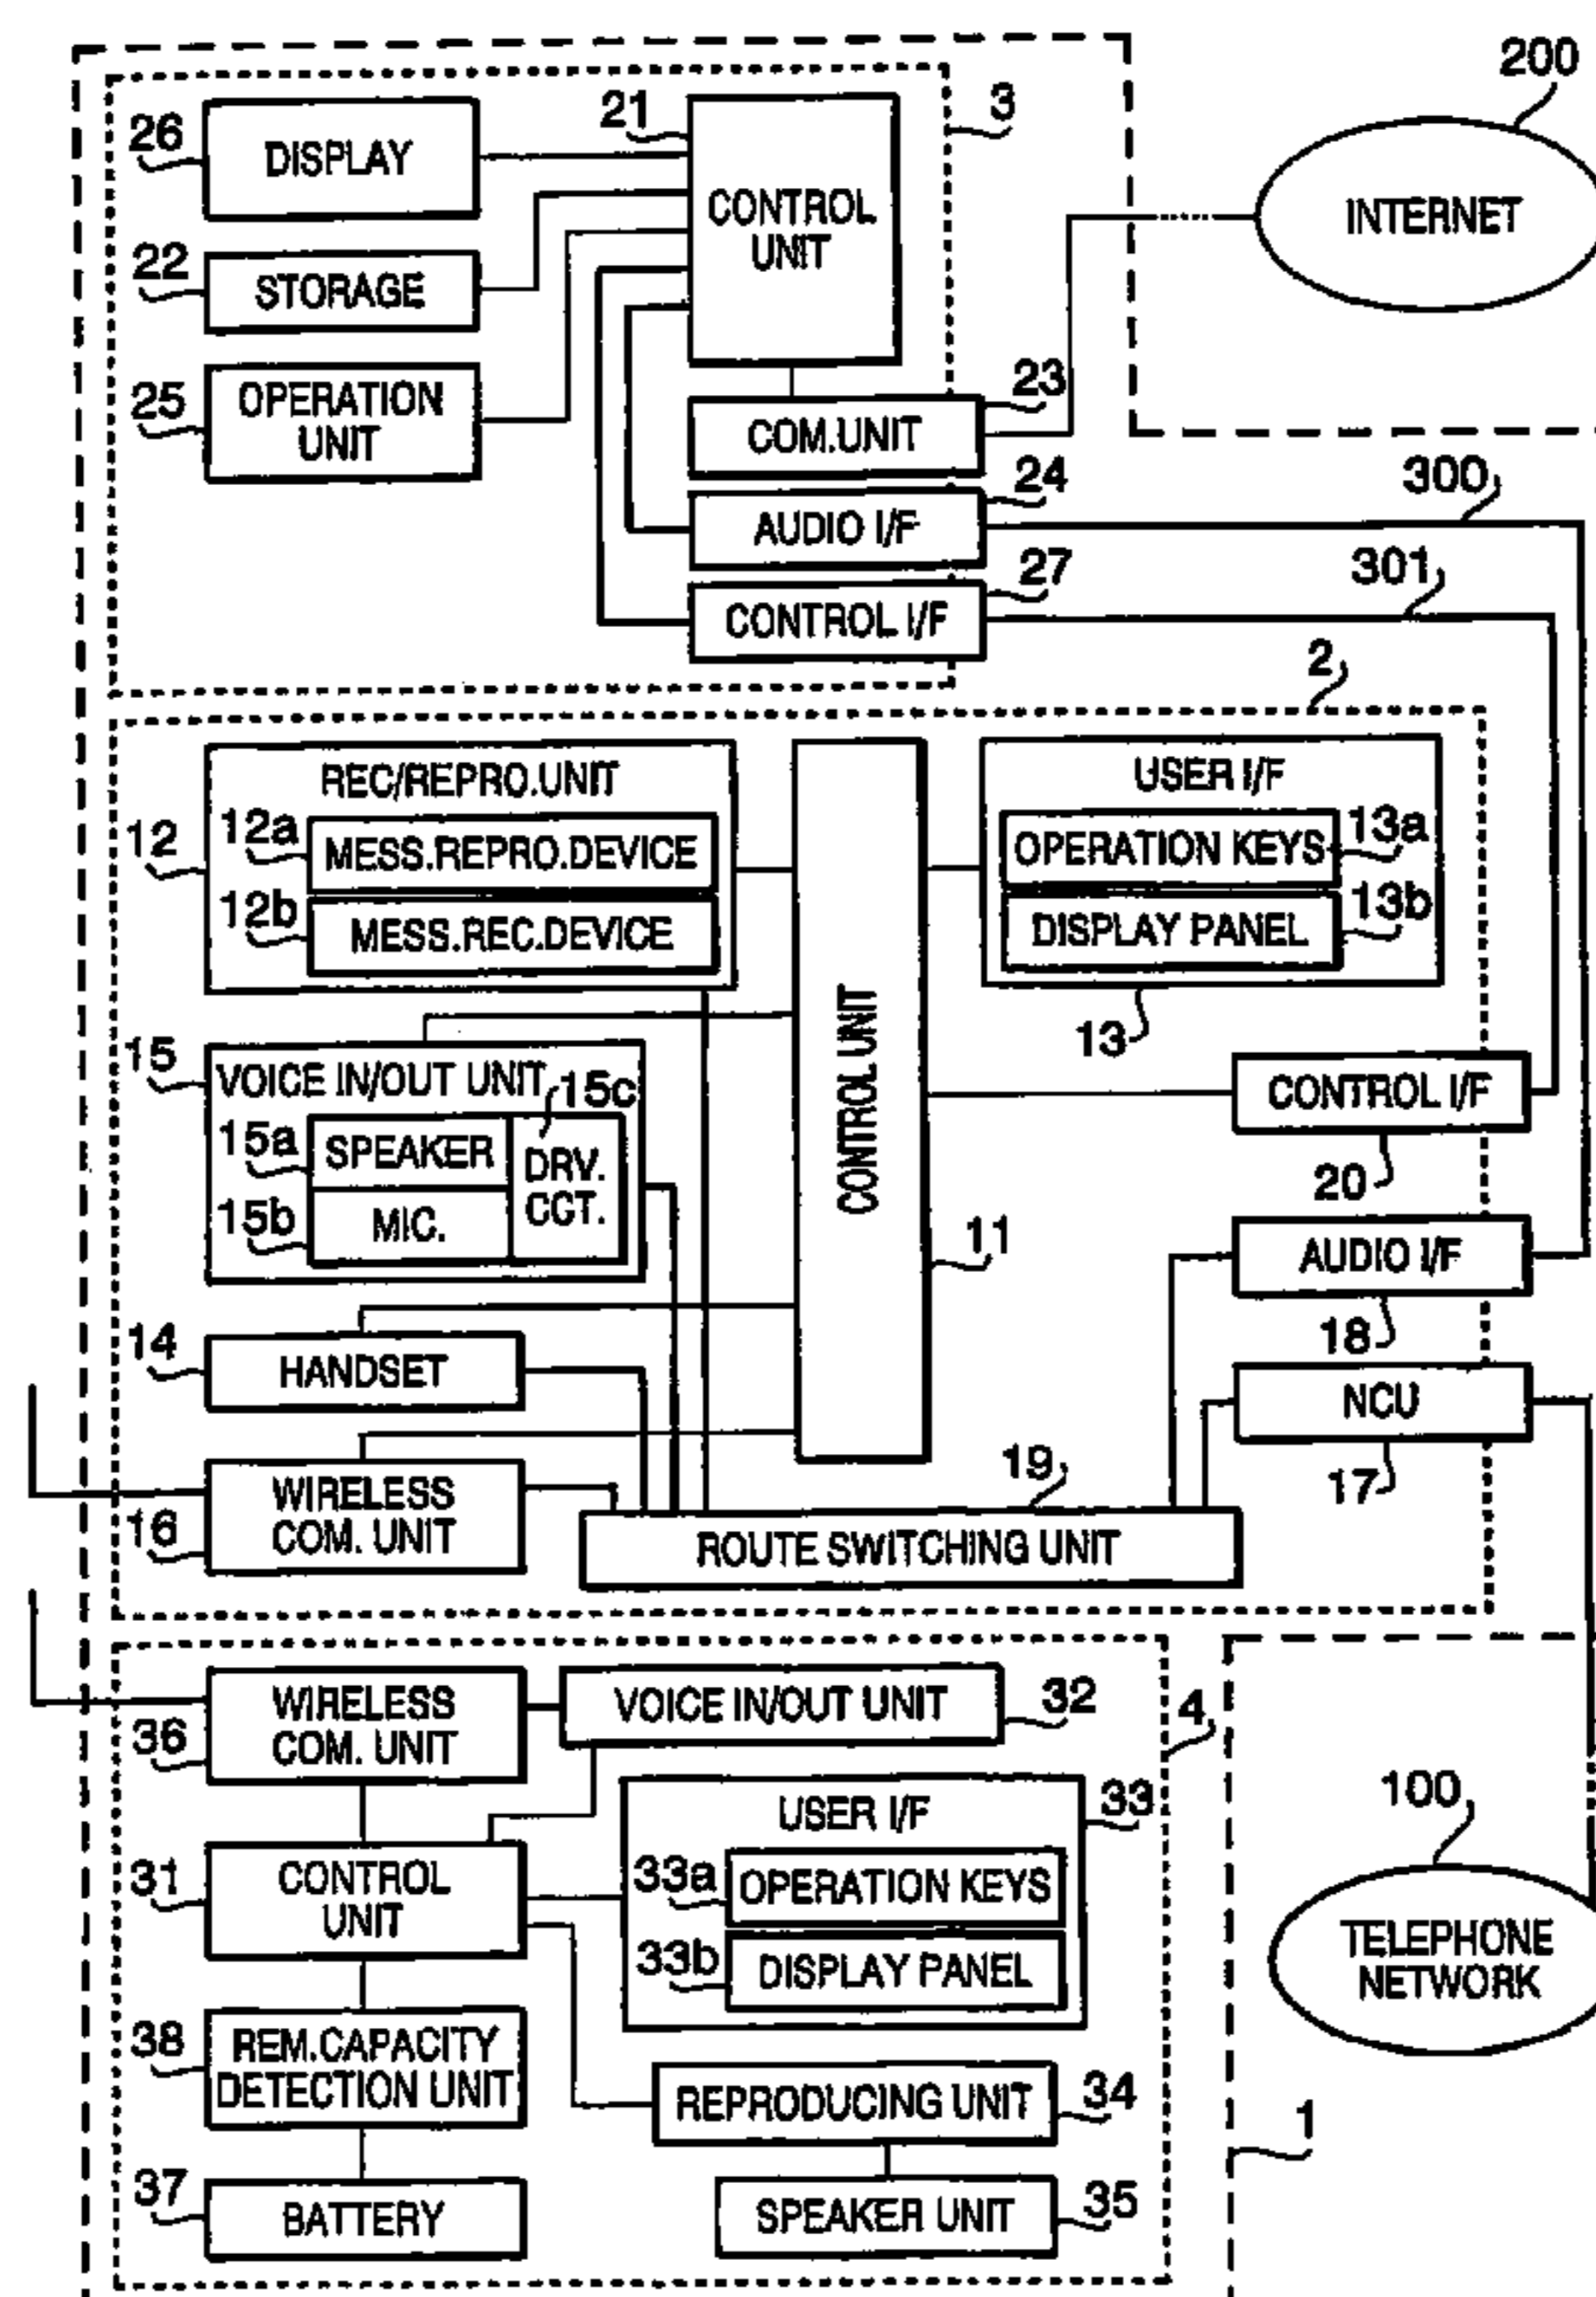 200
21
3
26
DISPLAY
CONTROL
UNIT
INTERNET
22
STORAGE
25
OPERATION
UNIT
23
COM.UNIT
24
AUDIO I/F
300
27
CONTROL I/F
301
2
REC/REPRO.UNIT
USER I/F
12
12a
MESS.REPRO.DEVICE
OPERATION KEYS
13a
12b
MESS.REC.DEVICE
DISPLAY PANEL
13b
13
CONTROL UNIT
15
VOICE IN/OUT UNIT
15c
CONTROL I/F
15a
SPEAKER
DRV.
CGT.
20
15b
MIC.
11
AUDIO I/F
18
14
HANDSET
NCU
17
19
WIRELESS
COM. UNIT
16
ROUTE SWITCHING UNIT
WIRELESS
COM. UNIT
36
VOICE IN/OUT UNIT
32
4
USER I/F
33
100
31
CONTROL
UNIT
33a
OPERATION KEYS
33b
DISPLAY PANEL
TELEPHONE
NETWORK
38
REM.CAPACITY
DETECTION UNIT
REPRODUCING UNIT
34
1
37
BATTERY
SPEAKER UNIT
35